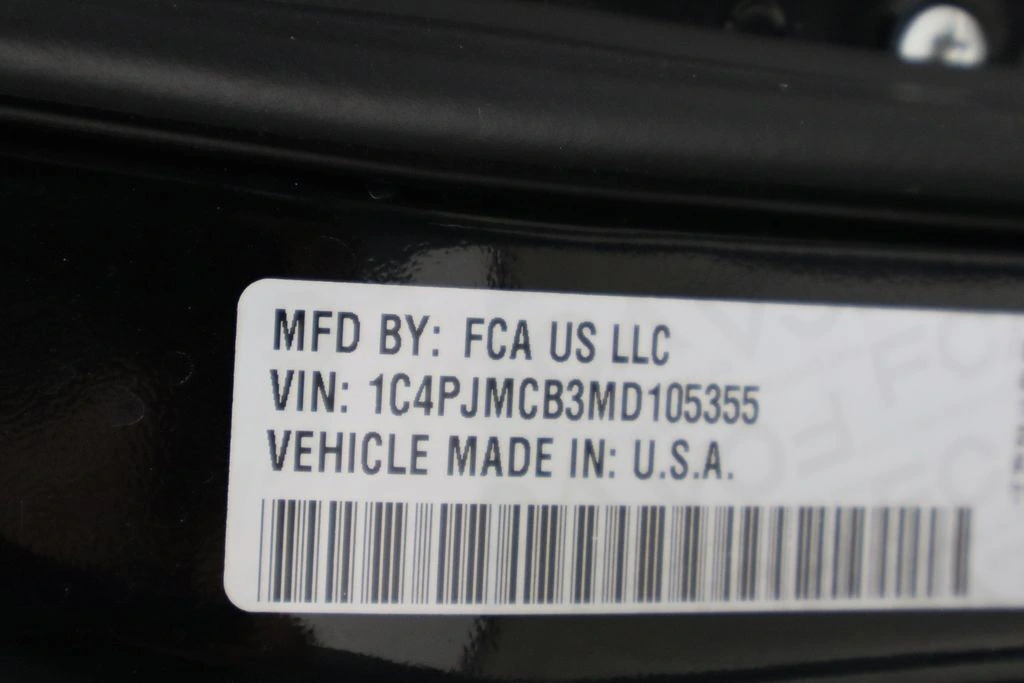 MFD BY: FCA US LLC
VIN: 1C4PJMCB3MD105355
VEHICLE MADE IN: U.S.A.